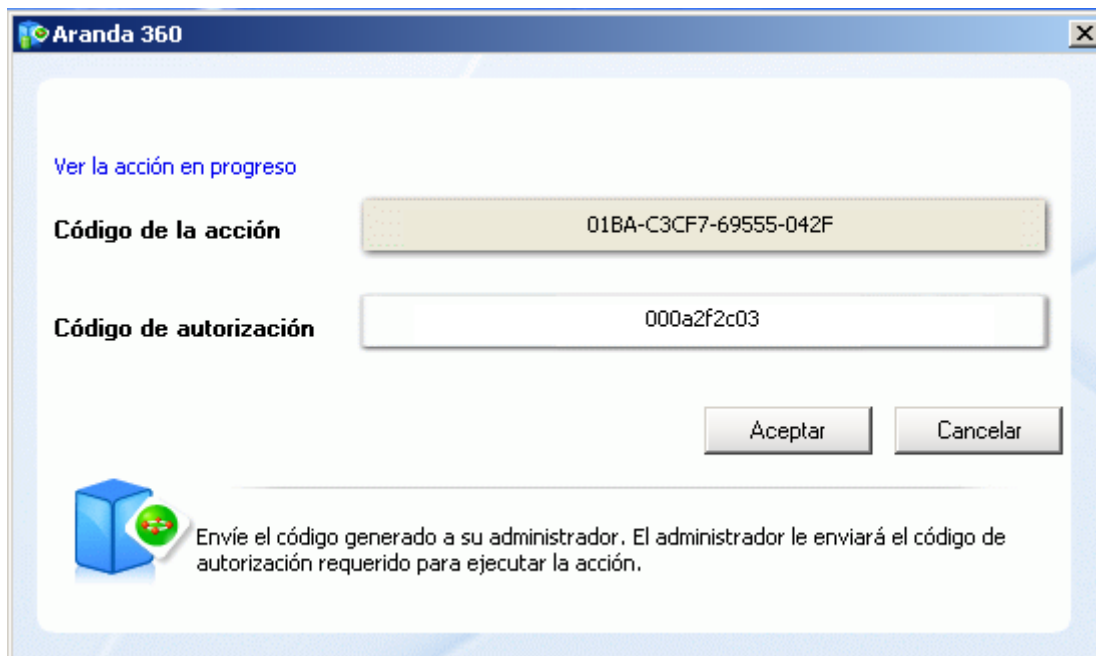 Aranda 360
Ver la acción en progreso
Código de la acción
01BA-C3CF7-69555-042F
Código de autorización
000a2f2c03
Aceptar
Cancelar
Envíe el código generado a su administrador. El administrador le enviará el código de
autorización requerido para ejecutar la acción.